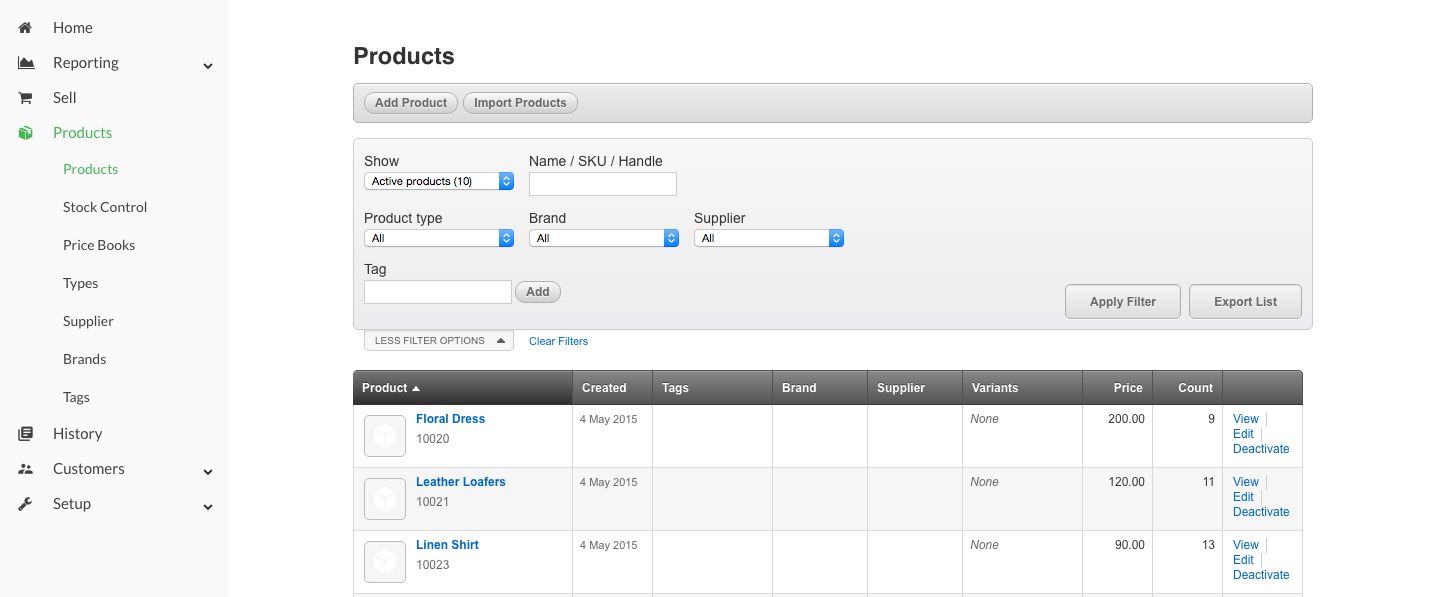 Home
Reporting
Sell
Products
Products
Stock Control
Price Books
Types
Supplier
Brands
Tags
History
Customers
Setup
Products
Add Product Import Products
Show Name / SKU / Handle
Active products (10)
Product type Brand Supplier
All All All
Tag
Add
Apply Filter Export List
LESS FILTER OPTIONS Clear Filters
Product Created Tags Brand Supplier Variants Price Count
Floral Dress 4 May 2015 None 200.00 9 View
10020 Edit
Deactivate
Leather Loafers 4 May 2015 None 120.00 11 View
10021 Edit
Deactivate
Linen Shirt 4 May 2015 None 90.00 13 View
10023 Edit
Deactivate